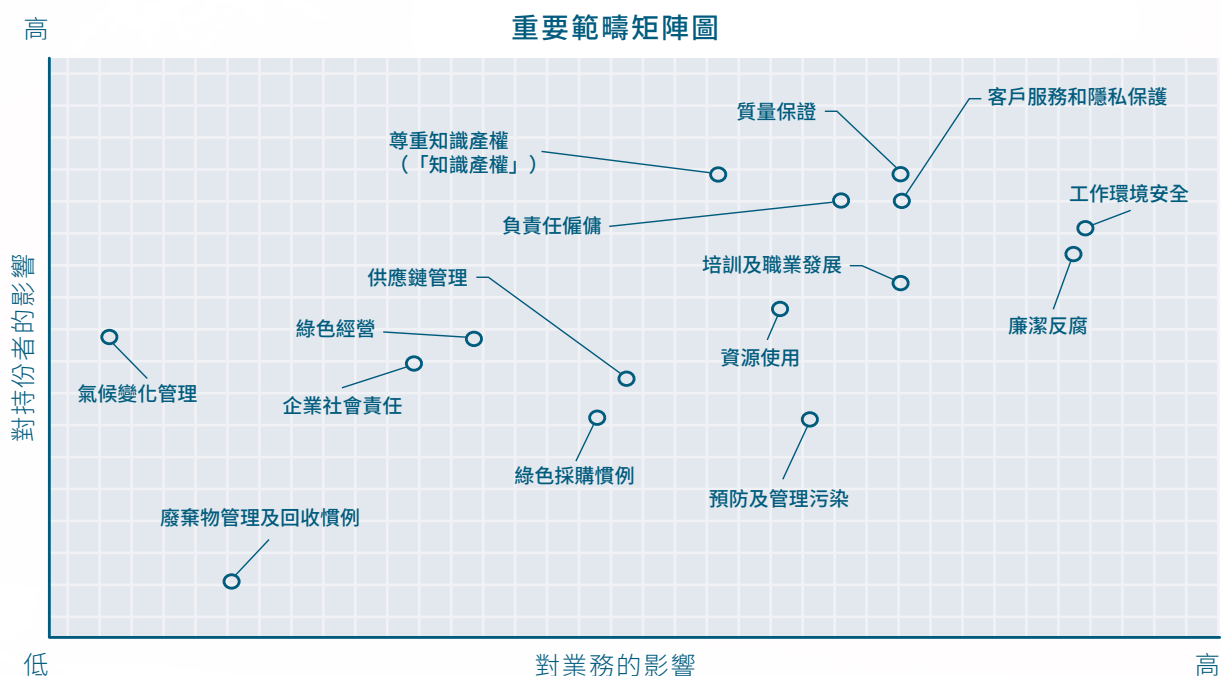 高
重要範疇矩陣圖
客戶服務和隱私保護
質量保證
尊重知識產權
（「知識產權」）
工作環境安全
負責任僱傭
培訓及職業發展
供應鏈管理
對持份者的影響
廉潔反腐
綠色經營
資源使用
氣候變化管理
企業社會責任
綠色採購慣例
預防及管理污染
廢棄物管理及回收慣例
低
對業務的影響
高